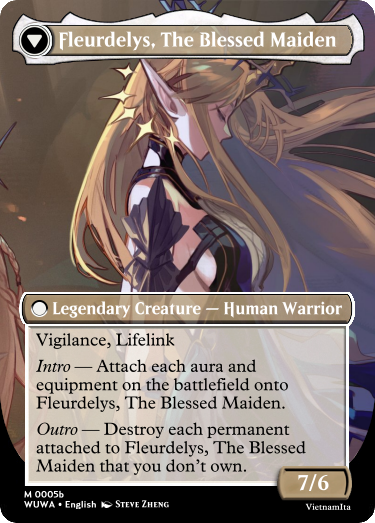 Fleurdelys, The Blessed Maiden
Legendary Creature — Human Warrior
Vigilance, Lifelink
Intro — Attach each aura and
equipment on the battlefield onto
Fleurdelys, The Blessed Maiden.
Outro — Destroy each permanent
attached to Fleurdelys, The Blessed
Maiden that you don't own.
7/6
M 0005b
WUWA • English Steve Zheng
VietnamIta